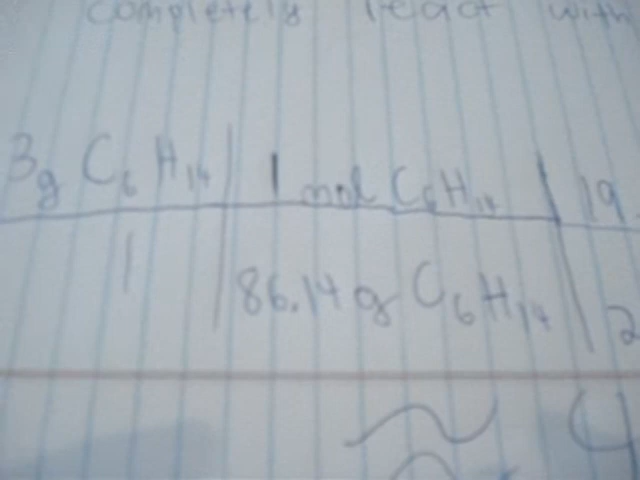 completely react with
3g C₆H₁₄ | 1 mol C₆H₁₄ | 19
1 | 86.14 g C₆H₁₄ | 2
≈